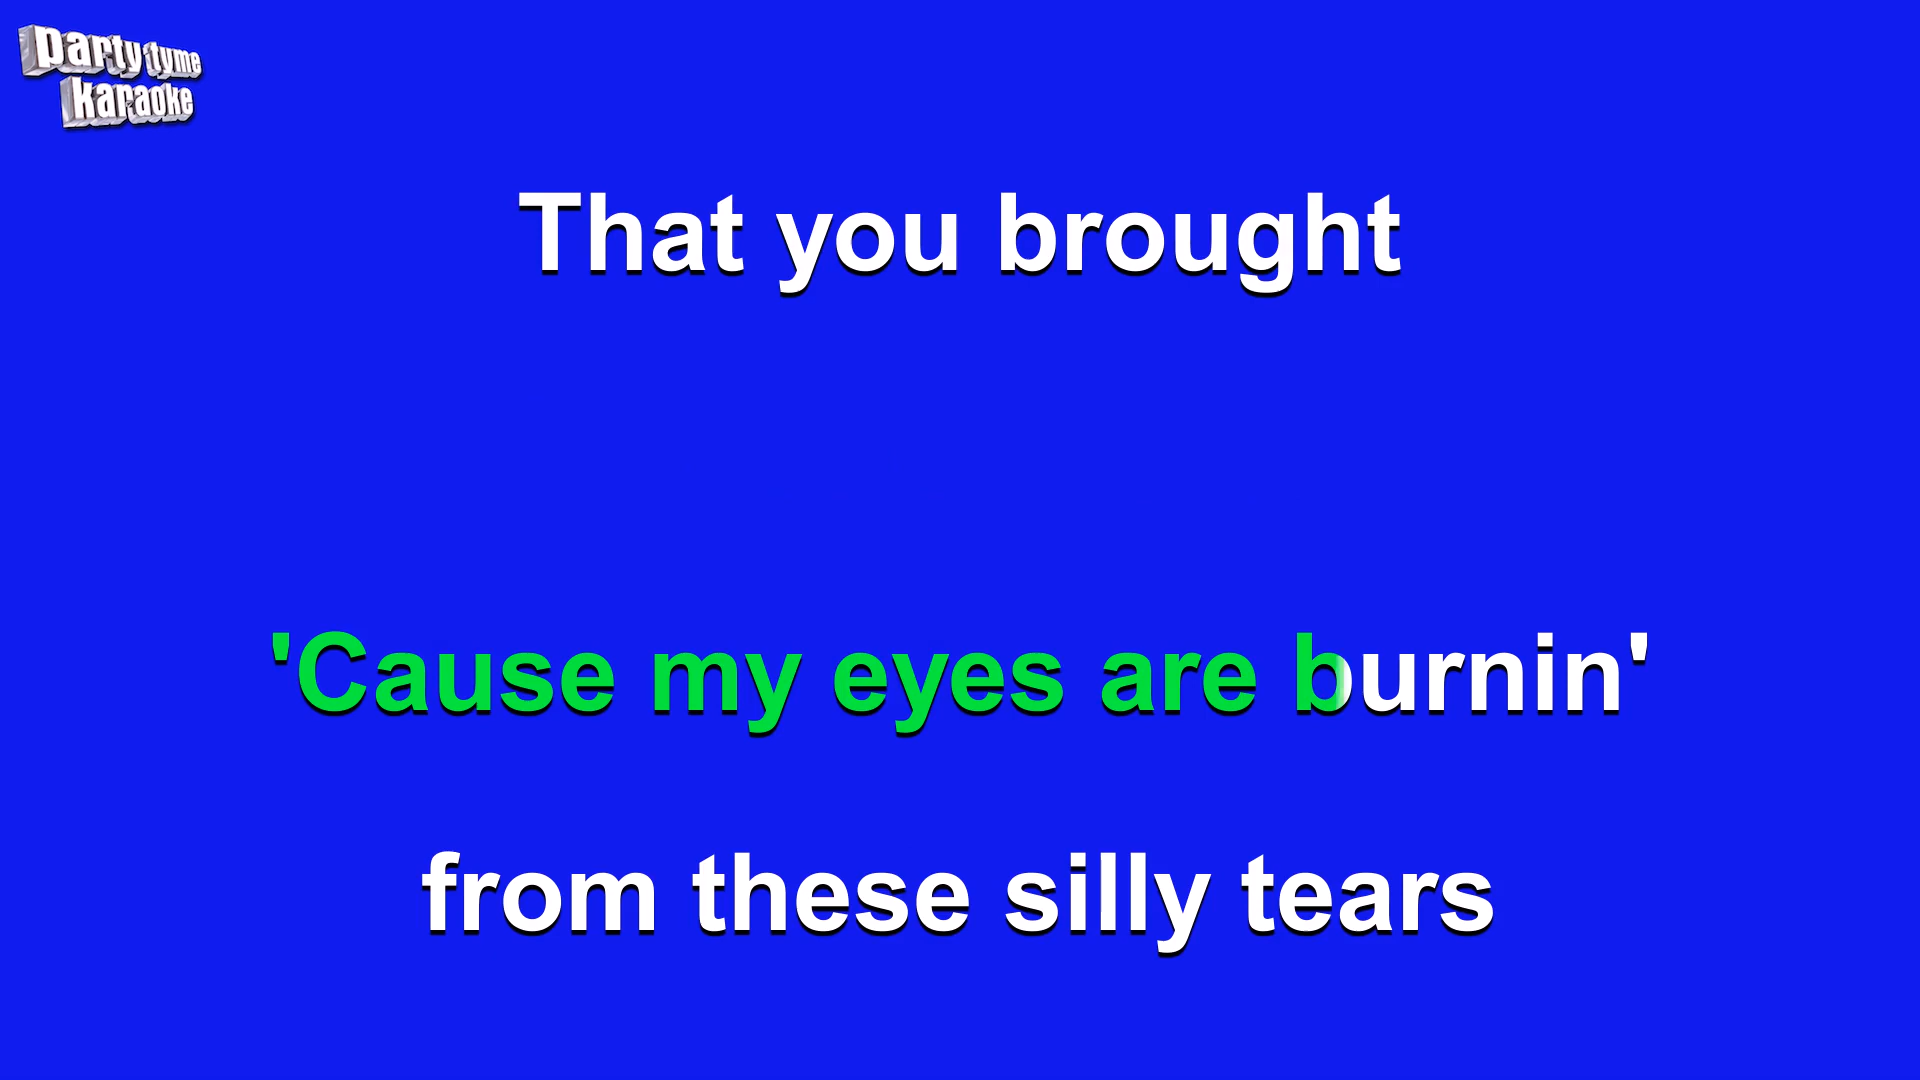 party tyme
karaoke
That you brought
'Cause my eyes are burnin'
from these silly tears